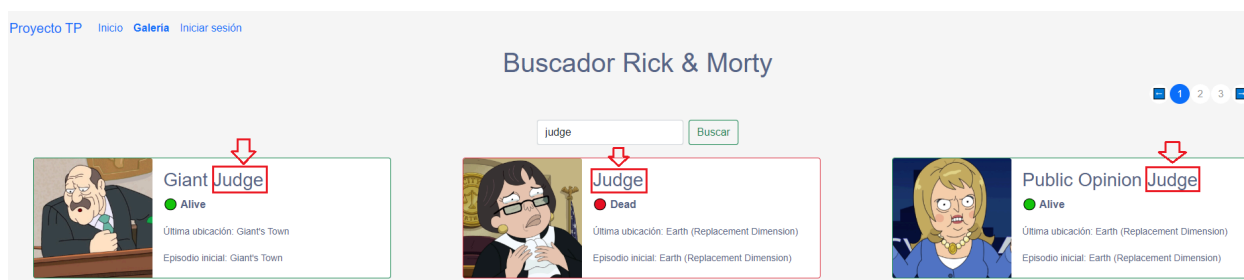 Proyecto TP Inicio Galeria Iniciar sesión
Buscador Rick & Morty
1 2 3
judge Buscar
Giant Judge
Alive
Última ubicación: Giant's Town
Episodio inicial: Giant's Town
Judge
Dead
Última ubicación: Earth (Replacement Dimension)
Episodio inicial: Earth (Replacement Dimension)
Public Opinion Judge
Alive
Última ubicación: Earth (Replacement Dimension)
Episodio inicial: Earth (Replacement Dimension)